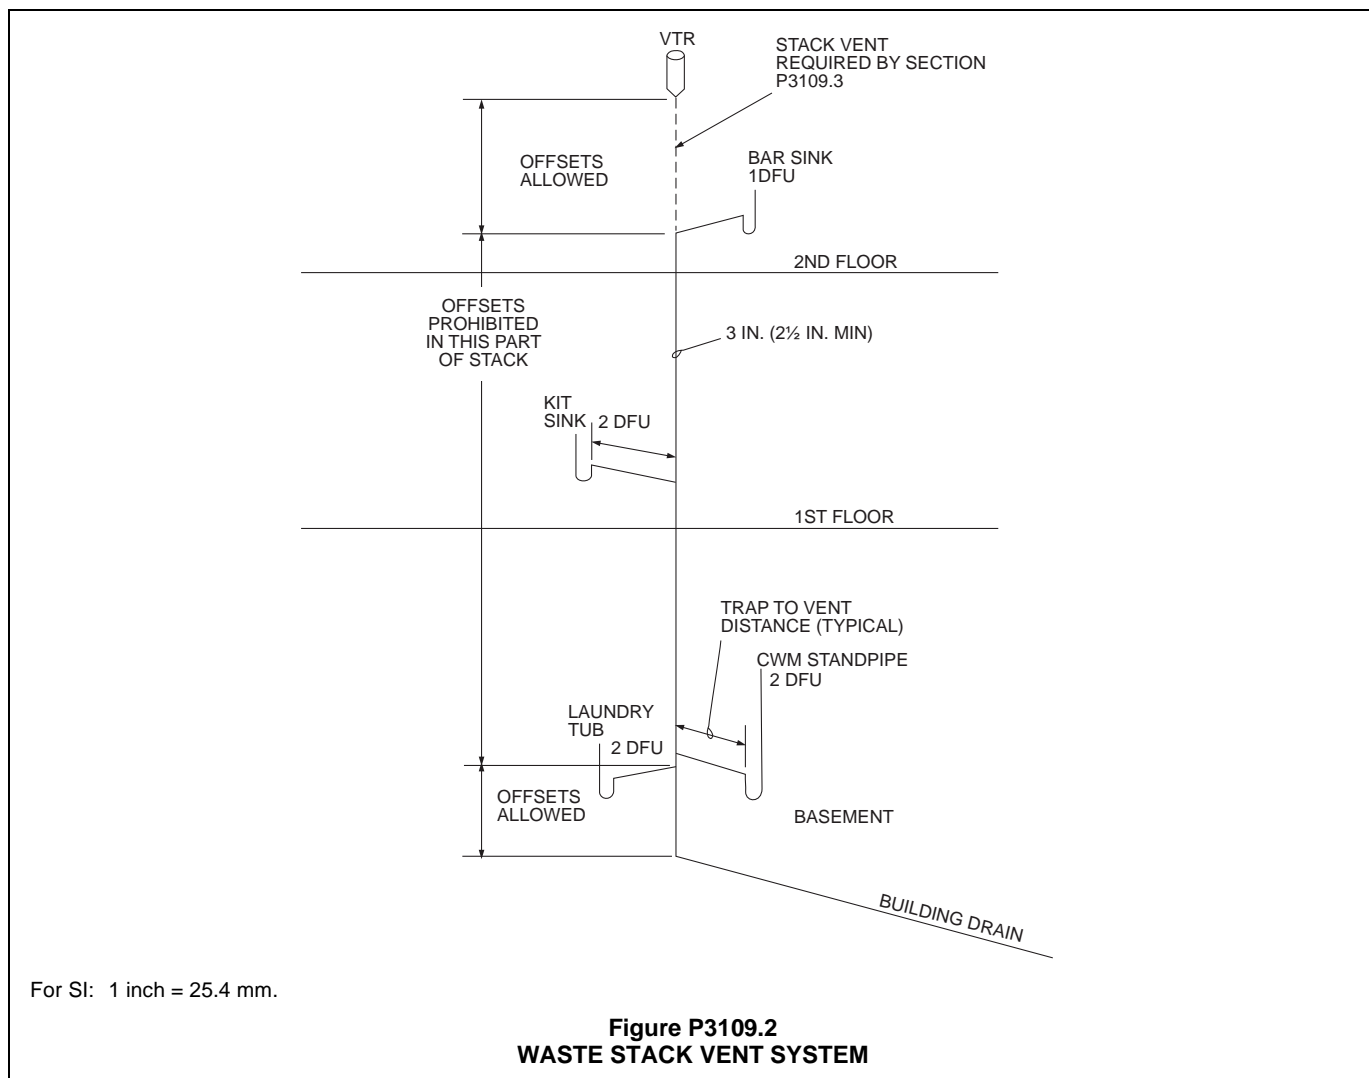 VTR
STACK VENT
REQUIRED BY SECTION
P3109.3
OFFSETS
ALLOWED
BAR SINK
1DFU
2ND FLOOR
OFFSETS
PROHIBITED
IN THIS PART
OF STACK
3 IN. (2½ IN. MIN)
KIT
SINK 2 DFU
1ST FLOOR
TRAP TO VENT
DISTANCE (TYPICAL)
CWM STANDPIPE
2 DFU
LAUNDRY
TUB
2 DFU
OFFSETS
ALLOWED
BASEMENT
BUILDING DRAIN
For SI: 1 inch = 25.4 mm.
Figure P3109.2
WASTE STACK VENT SYSTEM